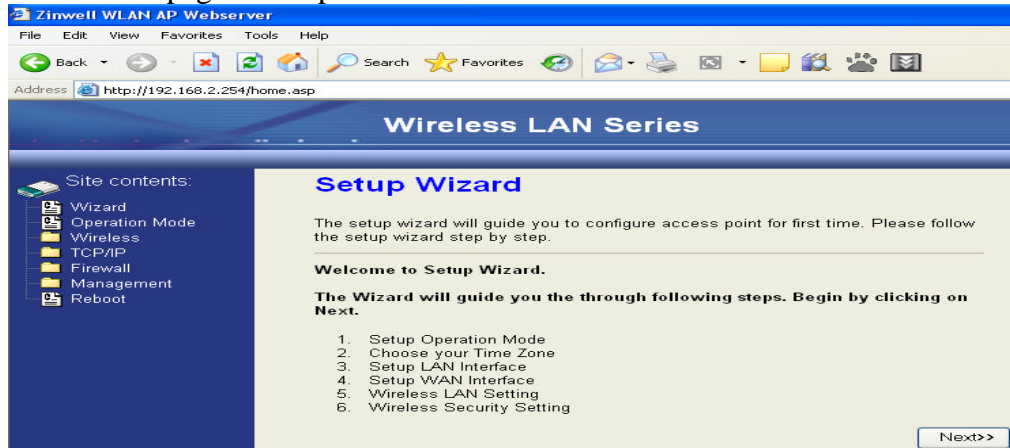 Zinwell WLAN AP Webserver
File Edit View Favorites Tools Help
Back Search Favorites
Address http://192.168.2.254/home.asp
Wireless LAN Series
Site contents:
Wizard
Operation Mode
Wireless
TCP/IP
Firewall
Management
Reboot
Setup Wizard
The setup wizard will guide you to configure access point for first time. Please follow
the setup wizard step by step.
Welcome to Setup Wizard.
The Wizard will guide you the through following steps. Begin by clicking on
Next.
1. Setup Operation Mode
2. Choose your Time Zone
3. Setup LAN Interface
4. Setup WAN Interface
5. Wireless LAN Setting
6. Wireless Security Setting
Next>>